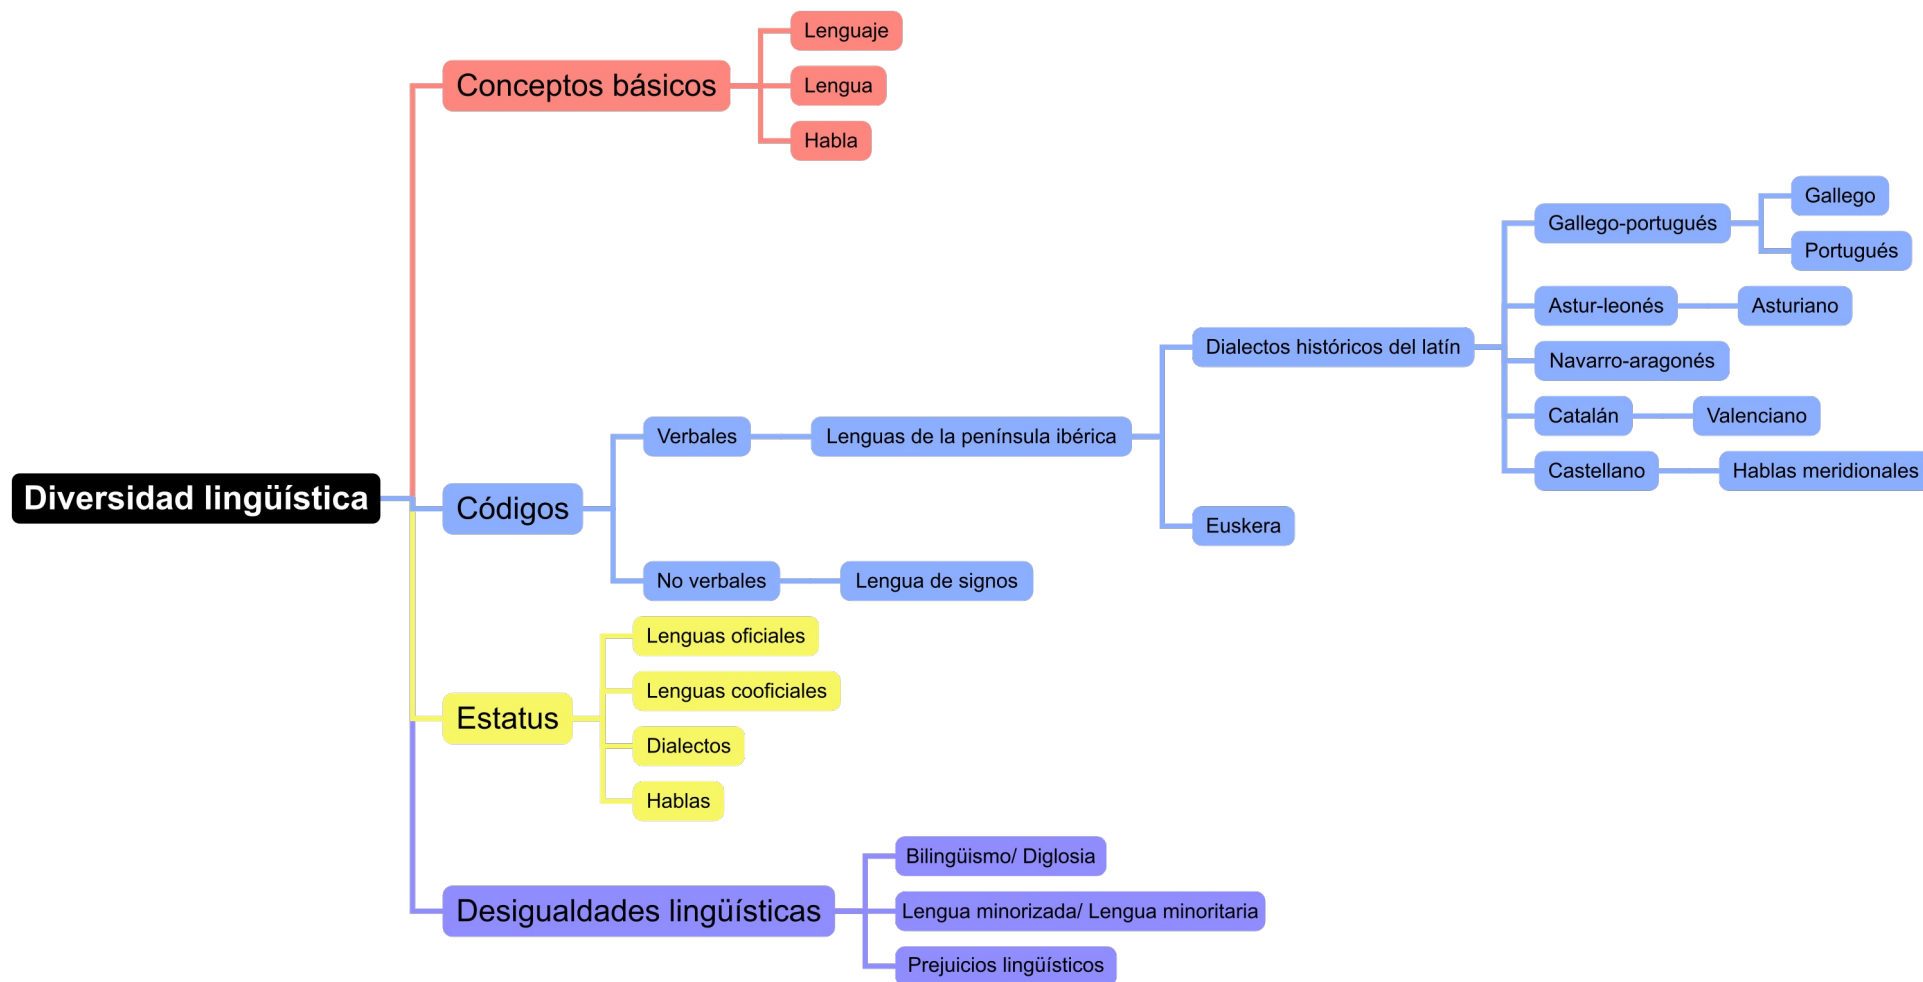 Diversidad lingüística
Conceptos básicos
Lenguaje
Lengua
Habla
Códigos
Verbales
Lenguas de la península ibérica
Dialectos históricos del latín
Gallego-portugués
Gallego
Portugués
Astur-leonés
Asturiano
Navarro-aragonés
Catalán
Valenciano
Castellano
Hablas meridionales
Euskera
No verbales
Lengua de signos
Estatus
Lenguas oficiales
Lenguas cooficiales
Dialectos
Hablas
Desigualdades lingüísticas
Bilingüismo/ Diglosia
Lengua minorizada/ Lengua minoritaria
Prejuicios lingüísticos